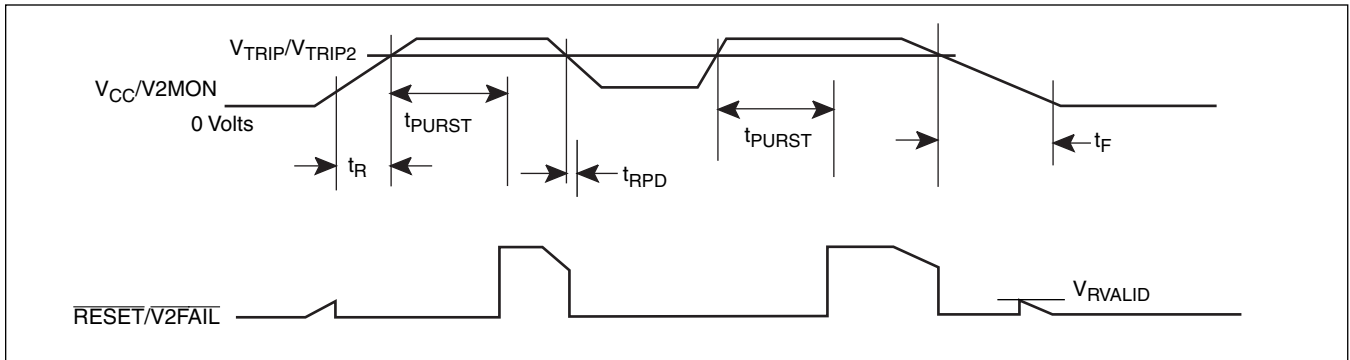 VTRIP/VTRIP2
VCC/V2MON
0 Volts
tPURST
tPURST
tR
tRPD
tF
VRVALID
RESET/V2FAIL